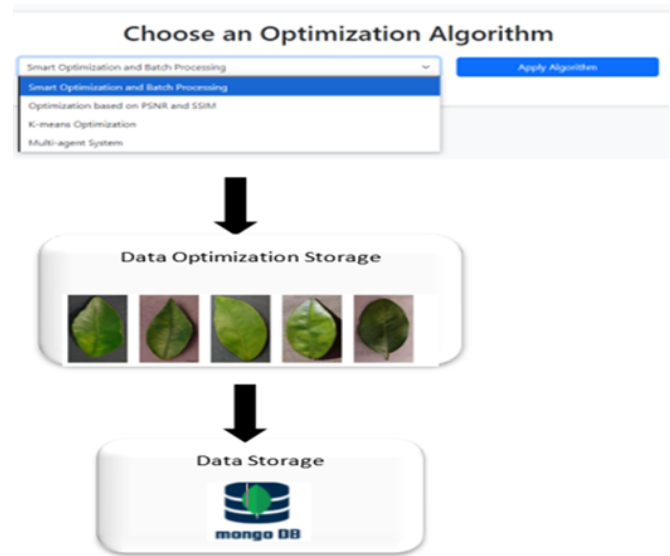 Choose an Optimization Algorithm
Smart Optimization and Batch Processing
Apply Algorithm
Smart Optimization and Batch Processing
Optimization based on PSNR and SSIM
K-means Optimization
Multi-agent System
Data Optimization Storage
Data Storage
mongo DB